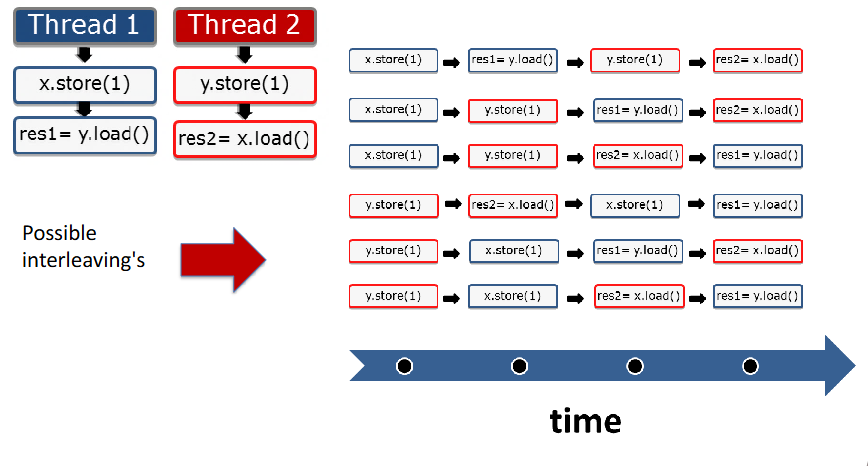 Thread 1
Thread 2
x.store(1)
y.store(1)
res1= y.load()
res2= x.load()
x.store(1) res1= y.load() y.store(1) res2= x.load()
x.store(1) y.store(1) res1= y.load() res2= x.load()
x.store(1) y.store(1) res2= x.load() res1= y.load()
y.store(1) res2= x.load() x.store(1) res1= y.load()
y.store(1) x.store(1) res1= y.load() res2= x.load()
y.store(1) x.store(1) res2= x.load() res1= y.load()
Possible
interleaving's
time